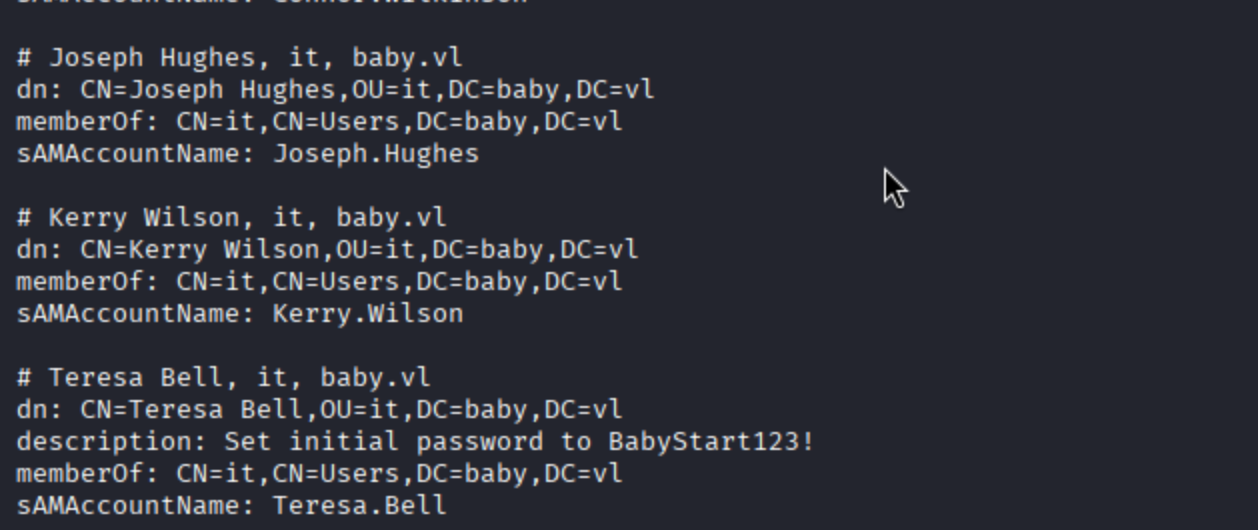 sAMAccountName: Connor.Wilkinson
# Joseph Hughes, it, baby.vl
dn: CN=Joseph Hughes,OU=it,DC=baby,DC=vl
memberOf: CN=it,CN=Users,DC=baby,DC=vl
sAMAccountName: Joseph.Hughes
# Kerry Wilson, it, baby.vl
dn: CN=Kerry Wilson,OU=it,DC=baby,DC=vl
memberOf: CN=it,CN=Users,DC=baby,DC=vl
sAMAccountName: Kerry.Wilson
# Teresa Bell, it, baby.vl
dn: CN=Teresa Bell,OU=it,DC=baby,DC=vl
description: Set initial password to BabyStart123!
memberOf: CN=it,CN=Users,DC=baby,DC=vl
sAMAccountName: Teresa.Bell